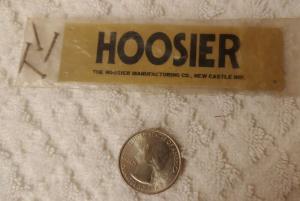 HOOSIER
THE HOOSIER MANUFACTURING CO., NEW CASTLE IND.